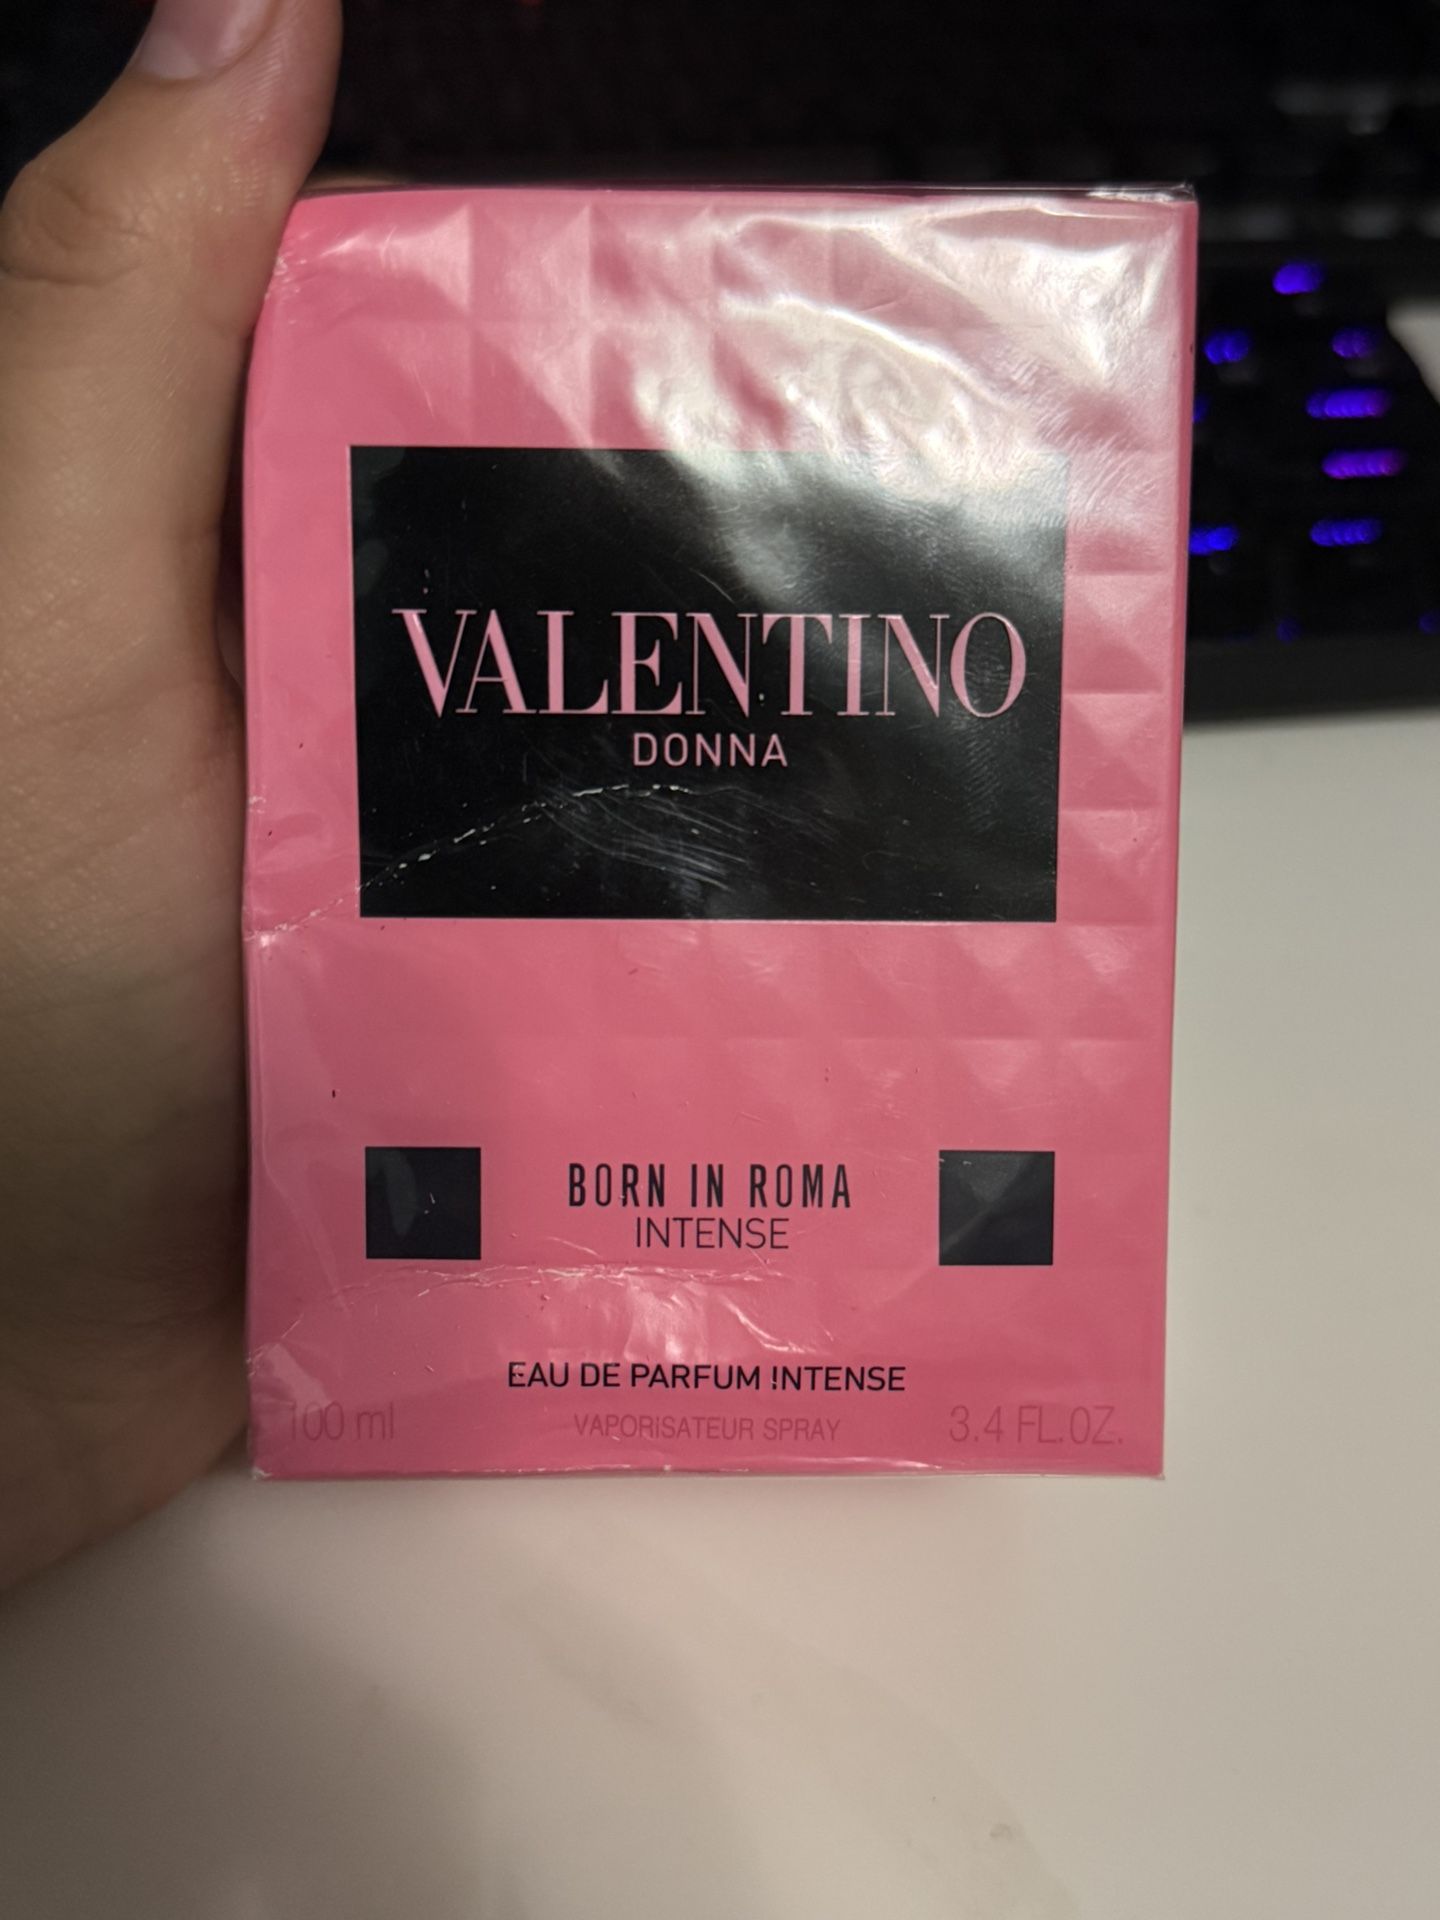 VALENTINO
DONNA
BORN IN ROMA
INTENSE
EAU DE PARFUM INTENSE
100 ml
VAPORISATEUR SPRAY
3.4 FL.OZ.